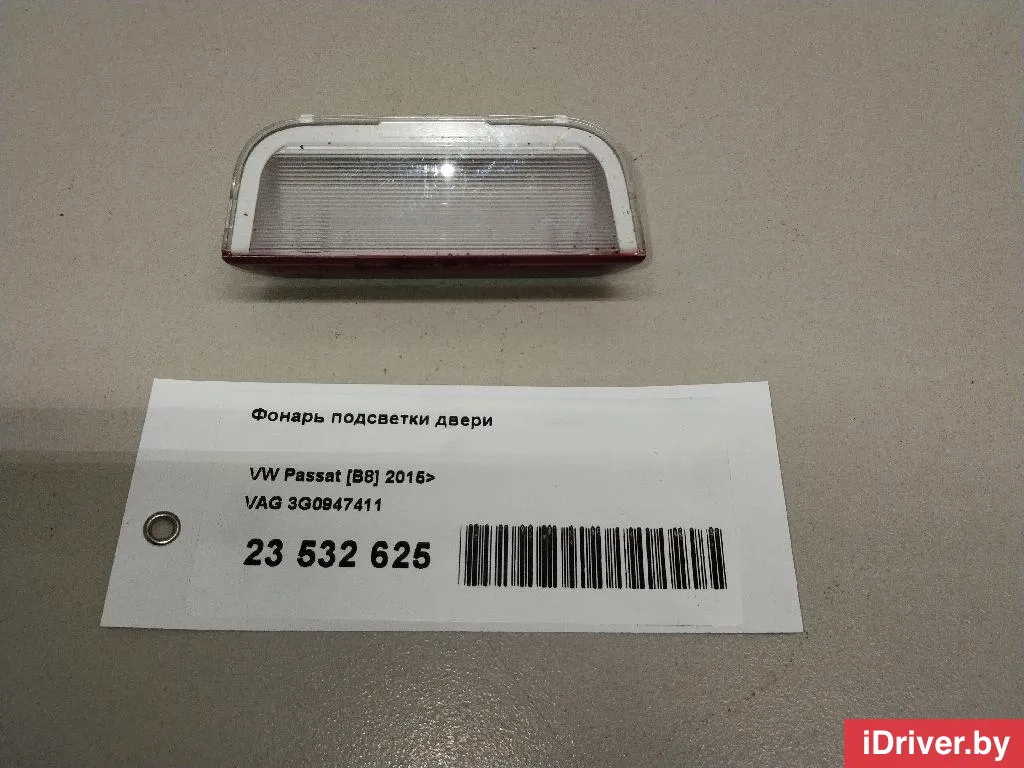 Фонарь подсветки двери
VW Passat [B8] 2015>
VAG 3G0947411
23 532 625
iDriver.by